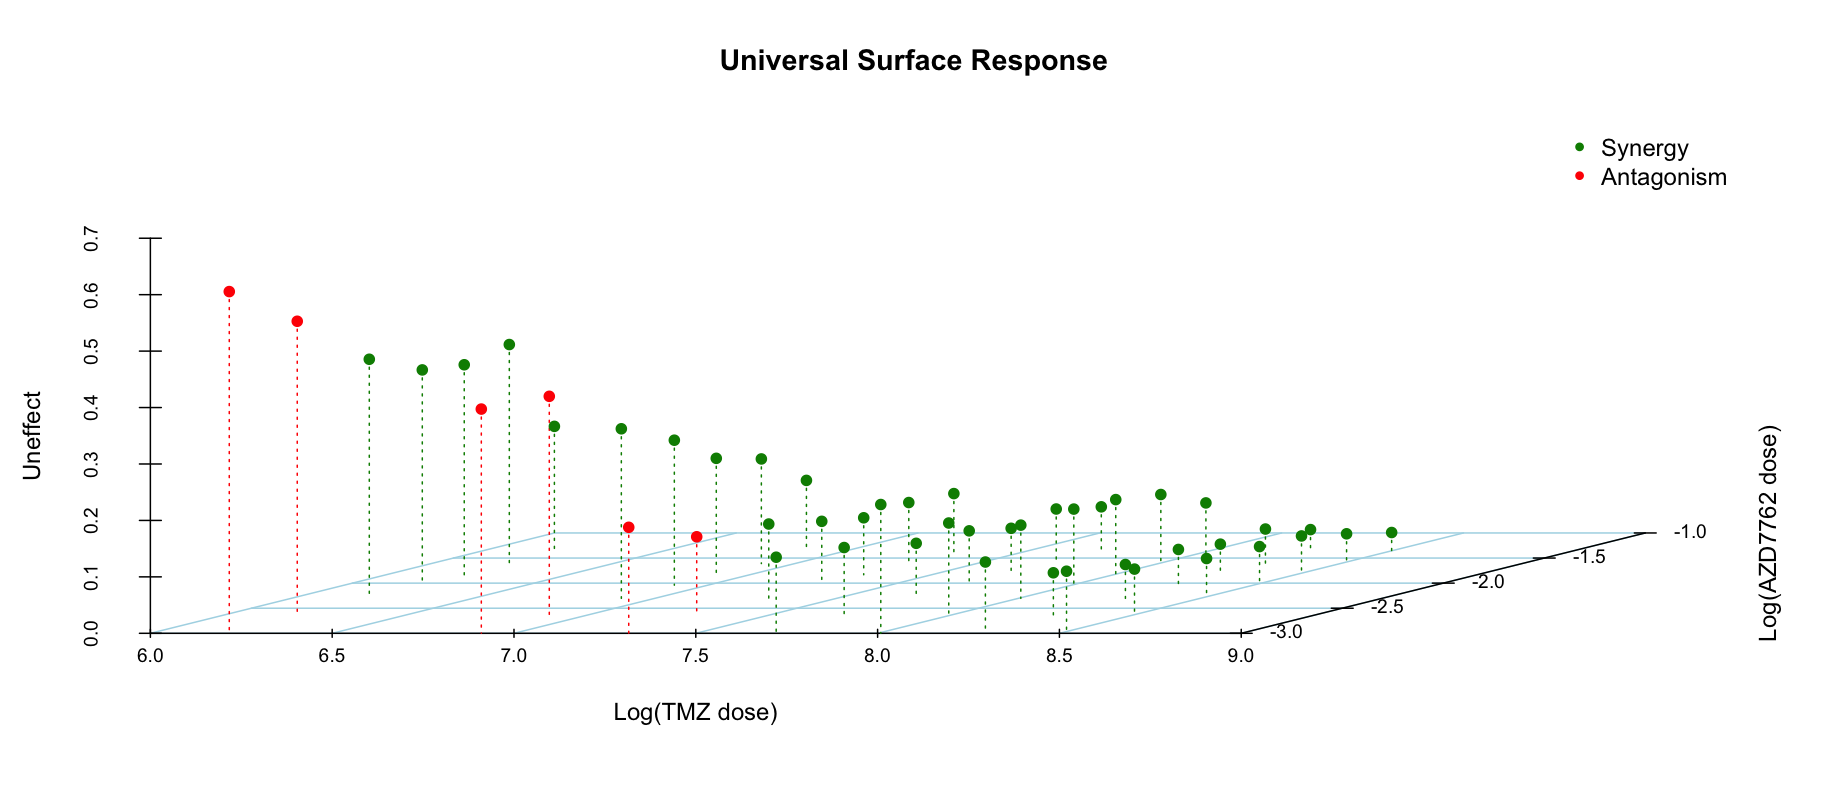 Universal Surface Response
Synergy
Antagonism
0.7
0.6
0.5
0.4
0.3
0.2
0.1
0.0
Uneffect
6.0 6.5 7.0 7.5 8.0 8.5 9.0
Log(TMZ dose)
-1.0
-1.5
-2.0
-2.5
-3.0
Log(AZD7762 dose)